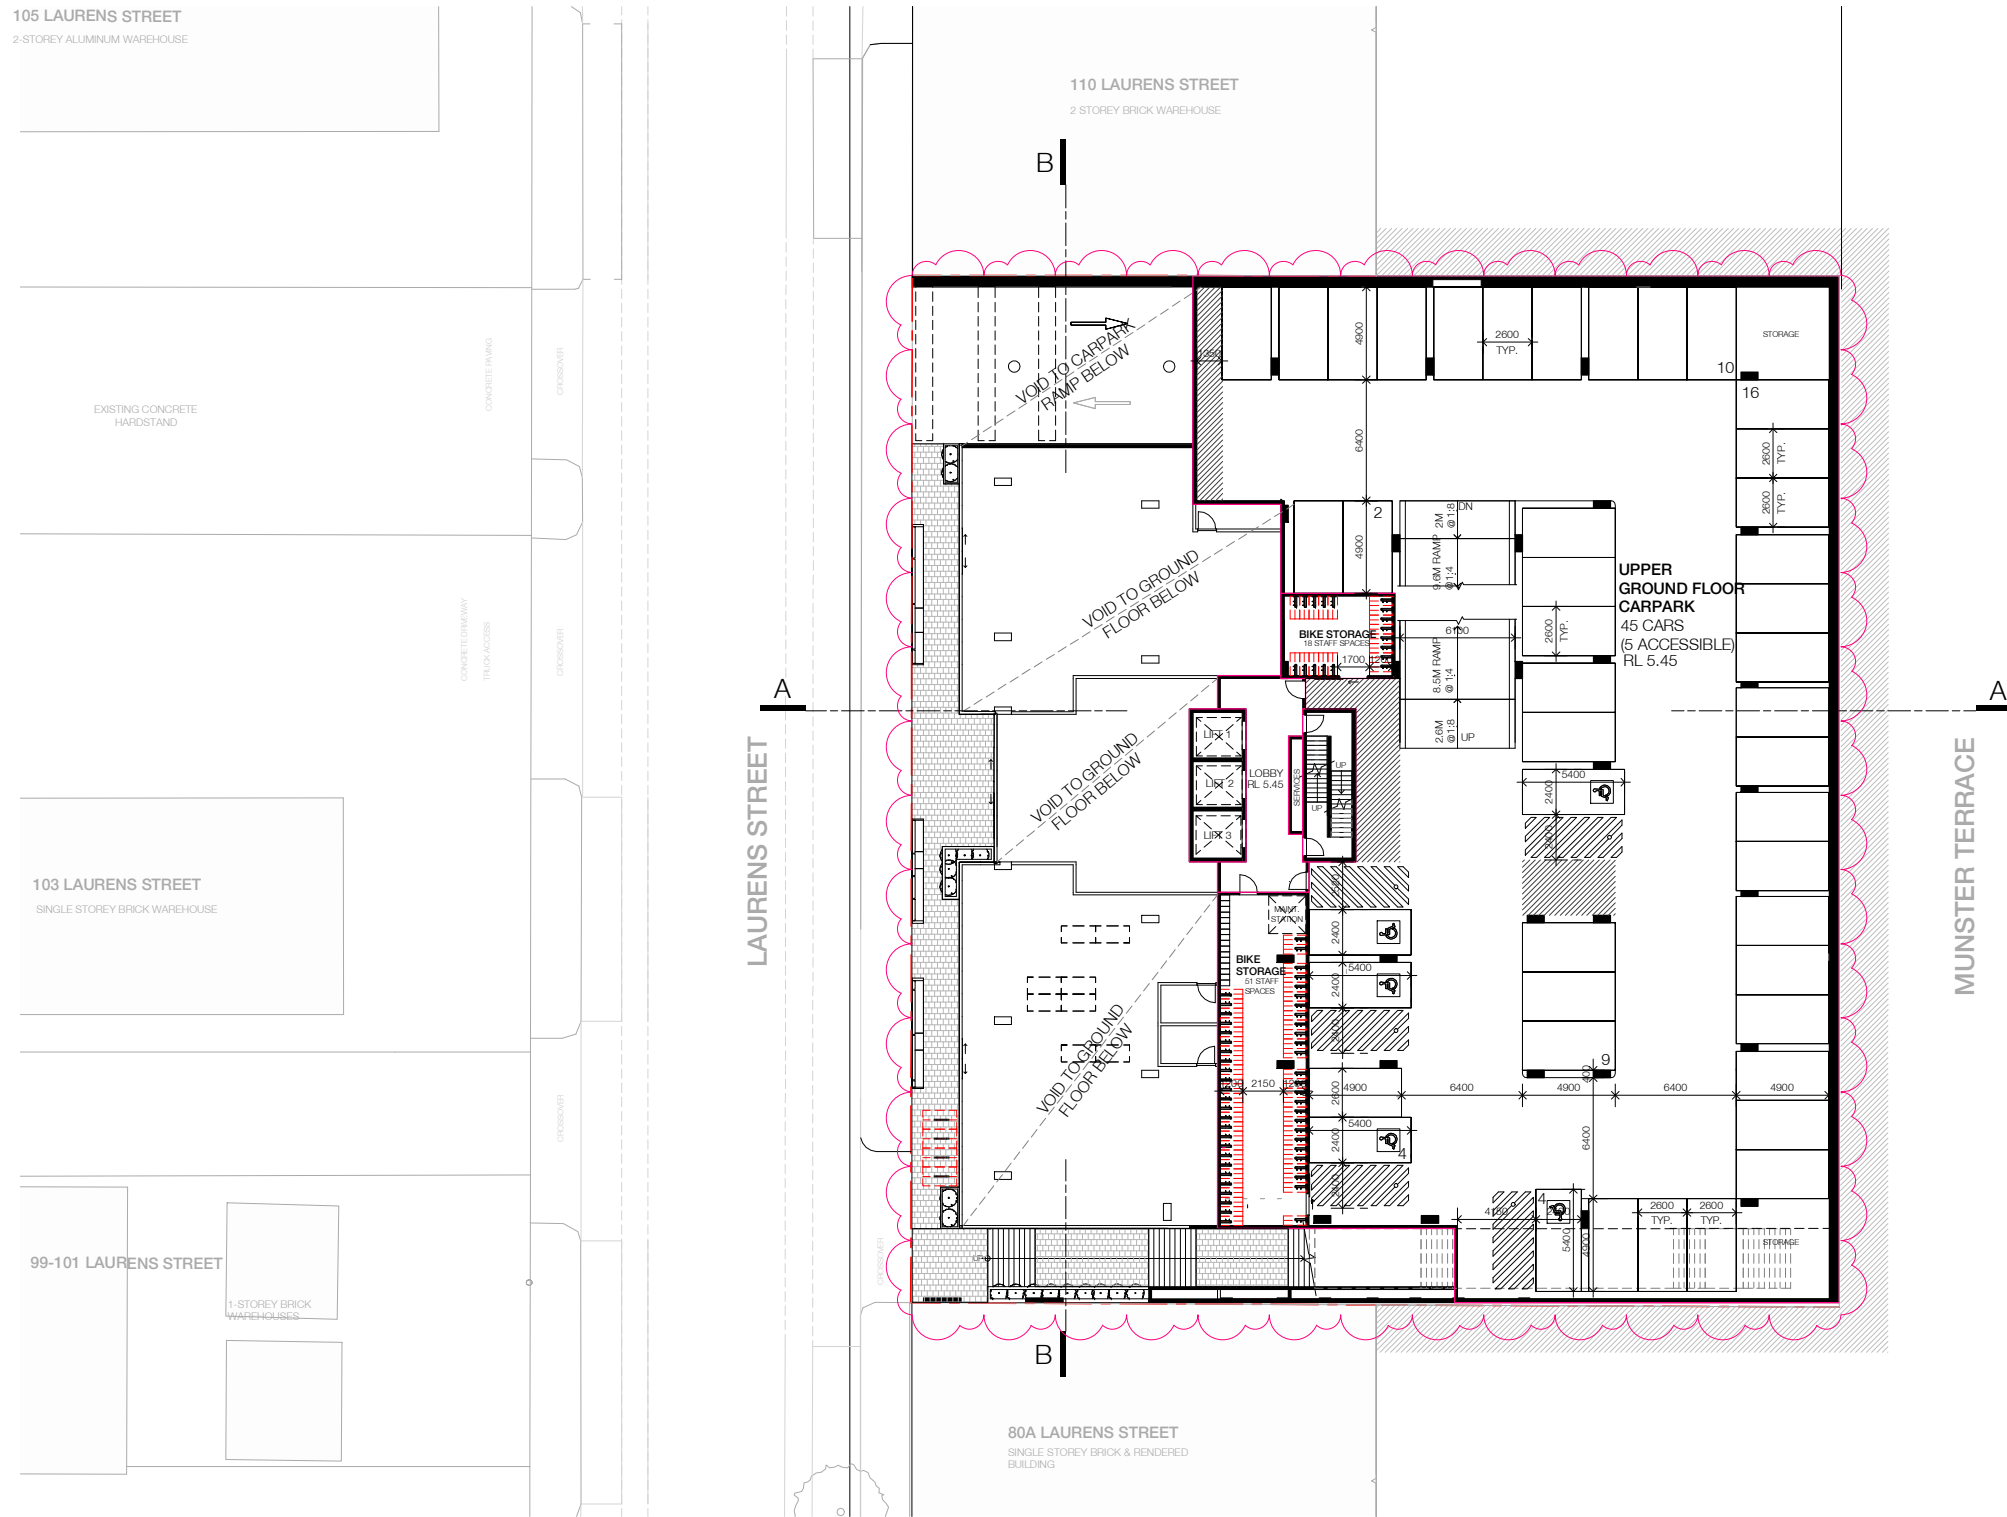 105 LAURENS STREET
2-STOREY ALUMINUM WAREHOUSE
110 LAURENS STREET
2 STOREY BRICK WAREHOUSE
B
VOID TO CARPARK
RAMP BELOW
1350
4900
2600
TYP.
STORAGE
10
16
CONCRETE PAVING
CROSSOVER
EXISTING CONCRETE
HARDSTAND
6400
2600
TYP.
2600
TYP.
2
4900
2M
@ 1:8
DN
9.6M RAMP
@ 1:4
VOID TO GROUND
FLOOR BELOW
UPPER
GROUND FLOOR
CARPARK
45 CARS
(5 ACCESSIBLE)
RL 5.45
2600
TYP.
BIKE STORAGE
18 STAFF SPACES
1700
6100
8.5M RAMP
@ 1:4
2.6M
@ 1:8
UP
CONCRETE DRIVEWAY
TRUCK ACCESS
CROSSOVER
A
A
LAURENS STREET
MUNSTER TERRACE
VOID TO GROUND
FLOOR BELOW
LIFT 1
LIFT 2
LIFT 3
LOBBY
RL 5.45
SERVICES
UP
UP
5400
2400
2400
103 LAURENS STREET
SINGLE STOREY BRICK WAREHOUSE
MAINT.
STATION
BIKE
STORAGE
51 STAFF
SPACES
2400
5400
2400
2400
VOID TO GROUND
FLOOR BELOW
2150
4900
6400
4900
6400
4900
9
400
2600
5400
2400
4
2400
6400
CROSSOVER
99-101 LAURENS STREET
1-STOREY BRICK
WAREHOUSES
CROSSOVER
UP
4
5400
4900
2600
TYP.
2600
TYP.
STORAGE
B
80A LAURENS STREET
SINGLE STOREY BRICK & RENDERED
BUILDING